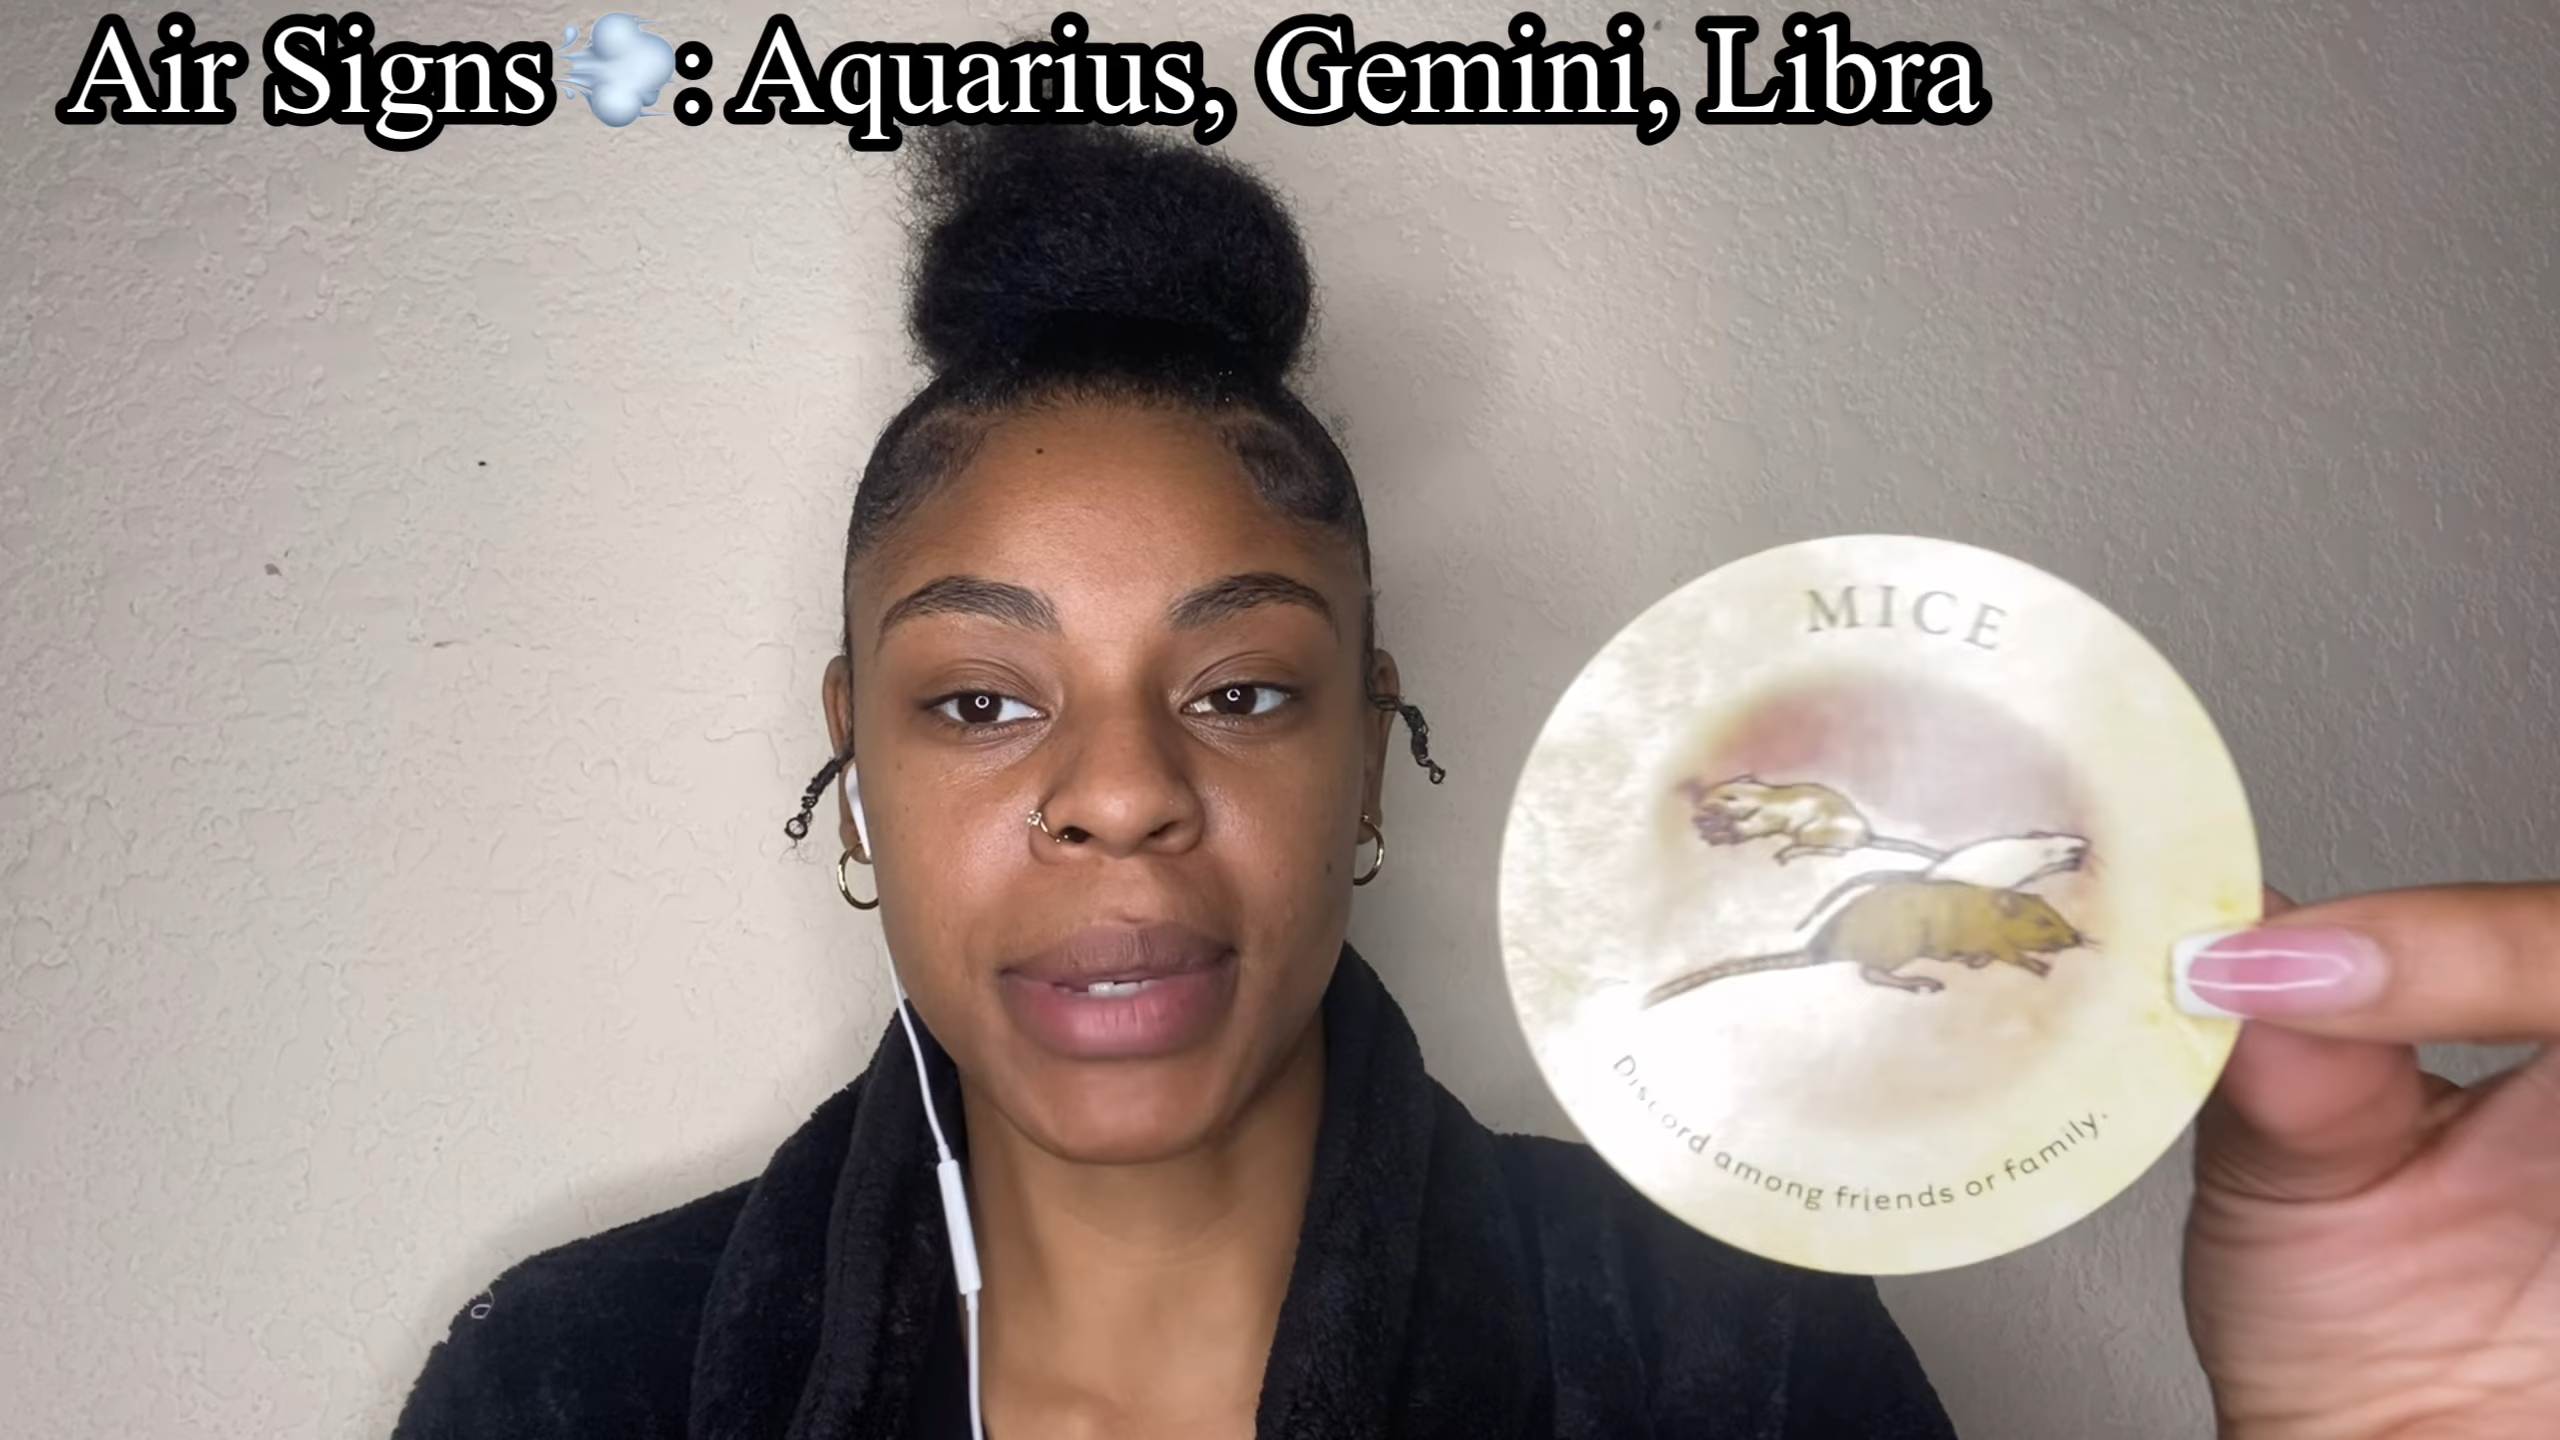 Air Signs💨: Aquarius, Gemini, Libra
MICE
Discord among friends or family.